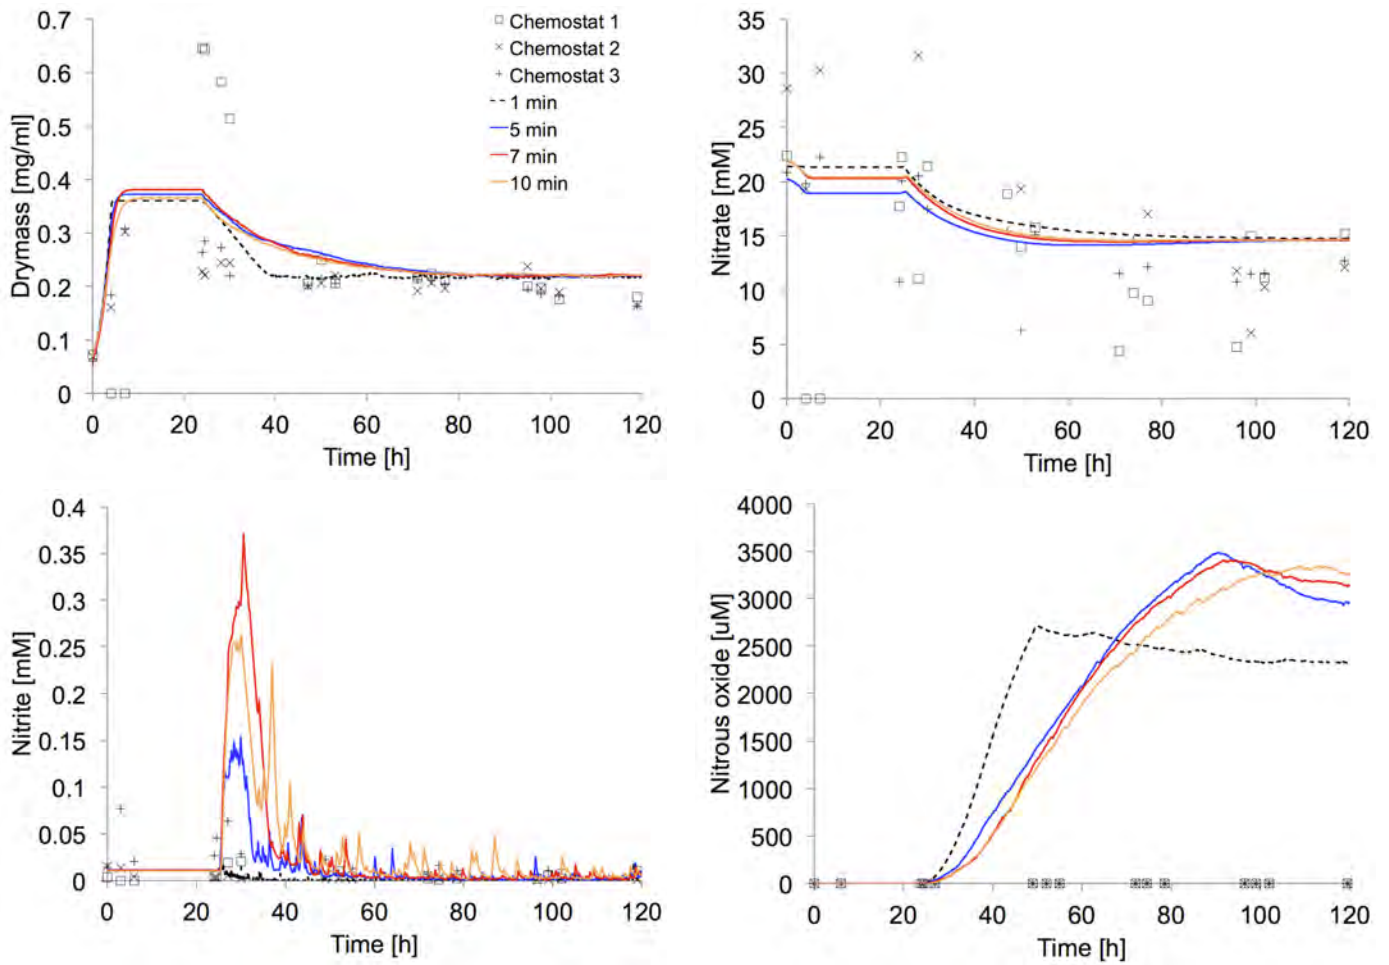 Drymass [mg/ml]
0.7
0.6
0.5
0.4
0.3
0.2
0.1
0
0 20 40 60 80 100 120
Time [h]
Chemostat 1
Chemostat 2
Chemostat 3
1 min
5 min
7 min
10 min
Nitrate [mM]
35
30
25
20
15
10
5
0
0 20 40 60 80 100 120
Time [h]
Nitrite [mM]
0.4
0.35
0.3
0.25
0.2
0.15
0.1
0.05
0
0 20 40 60 80 100 120
Time [h]
Nitrous oxide [uM]
4000
3500
3000
2500
2000
1500
1000
500
0
0 20 40 60 80 100 120
Time [h]